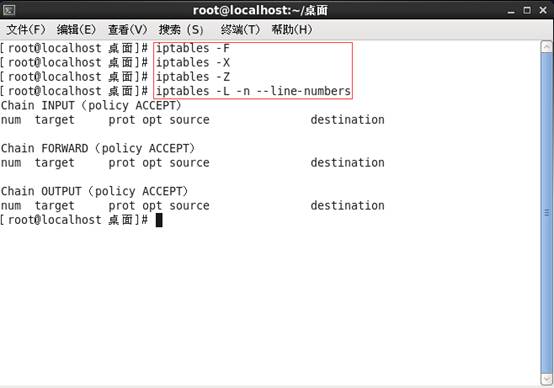 root@localhost:~/桌面
文件(F) 编辑(E) 查看(V) 搜索 (S) 终端(T) 帮助(H)
[root@localhost 桌面]# iptables -F
[root@localhost 桌面]# iptables -X
[root@localhost 桌面]# iptables -Z
[root@localhost 桌面]# iptables -L -n --line-numbers
Chain INPUT (policy ACCEPT)
num  target     prot opt source               destination
Chain FORWARD (policy ACCEPT)
num  target     prot opt source               destination
Chain OUTPUT (policy ACCEPT)
num  target     prot opt source               destination
[root@localhost 桌面]#